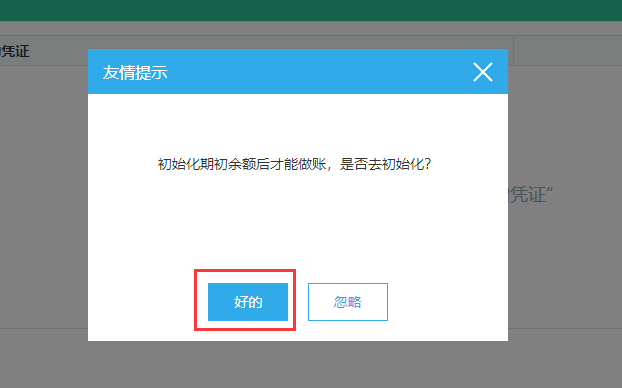 凭证
友情提示
初始化期初余额后才能做账，是否去初始化？
凭证”
好的
忽略